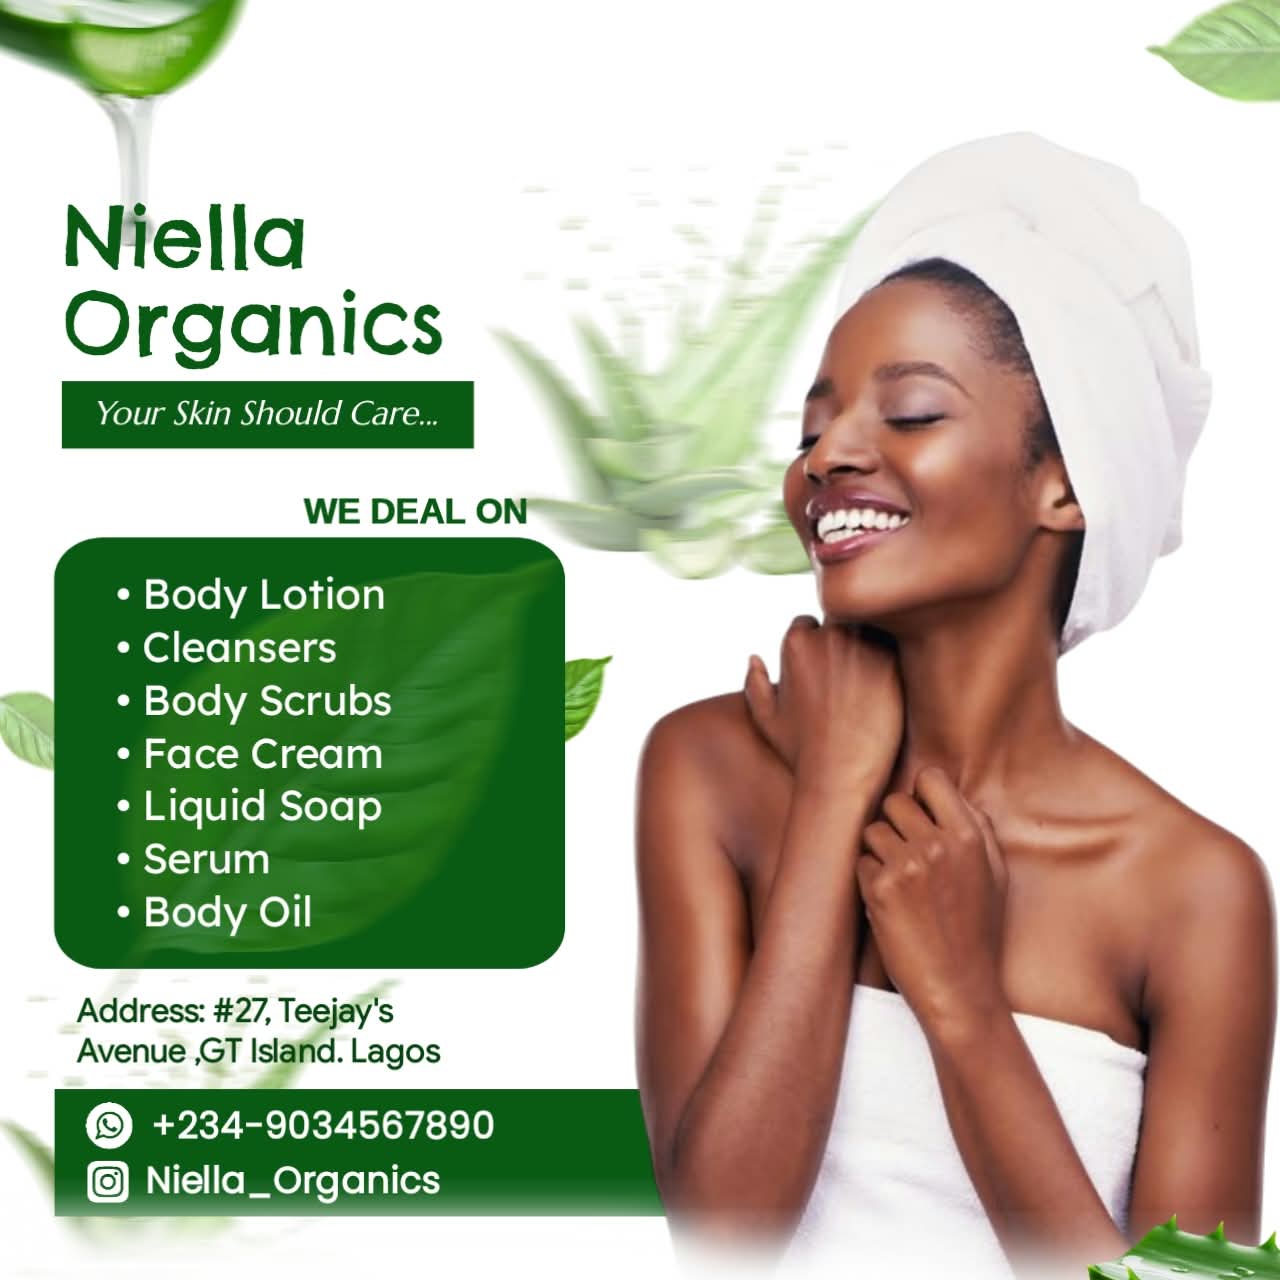 Niella
Organics
Your Skin Should Care...
WE DEAL ON
• Body Lotion
• Cleansers
• Body Scrubs
• Face Cream
• Liquid Soap
• Serum
• Body Oil
Address: #27, Teejay's
Avenue ,GT Island. Lagos
+234-9034567890
Niella_Organics